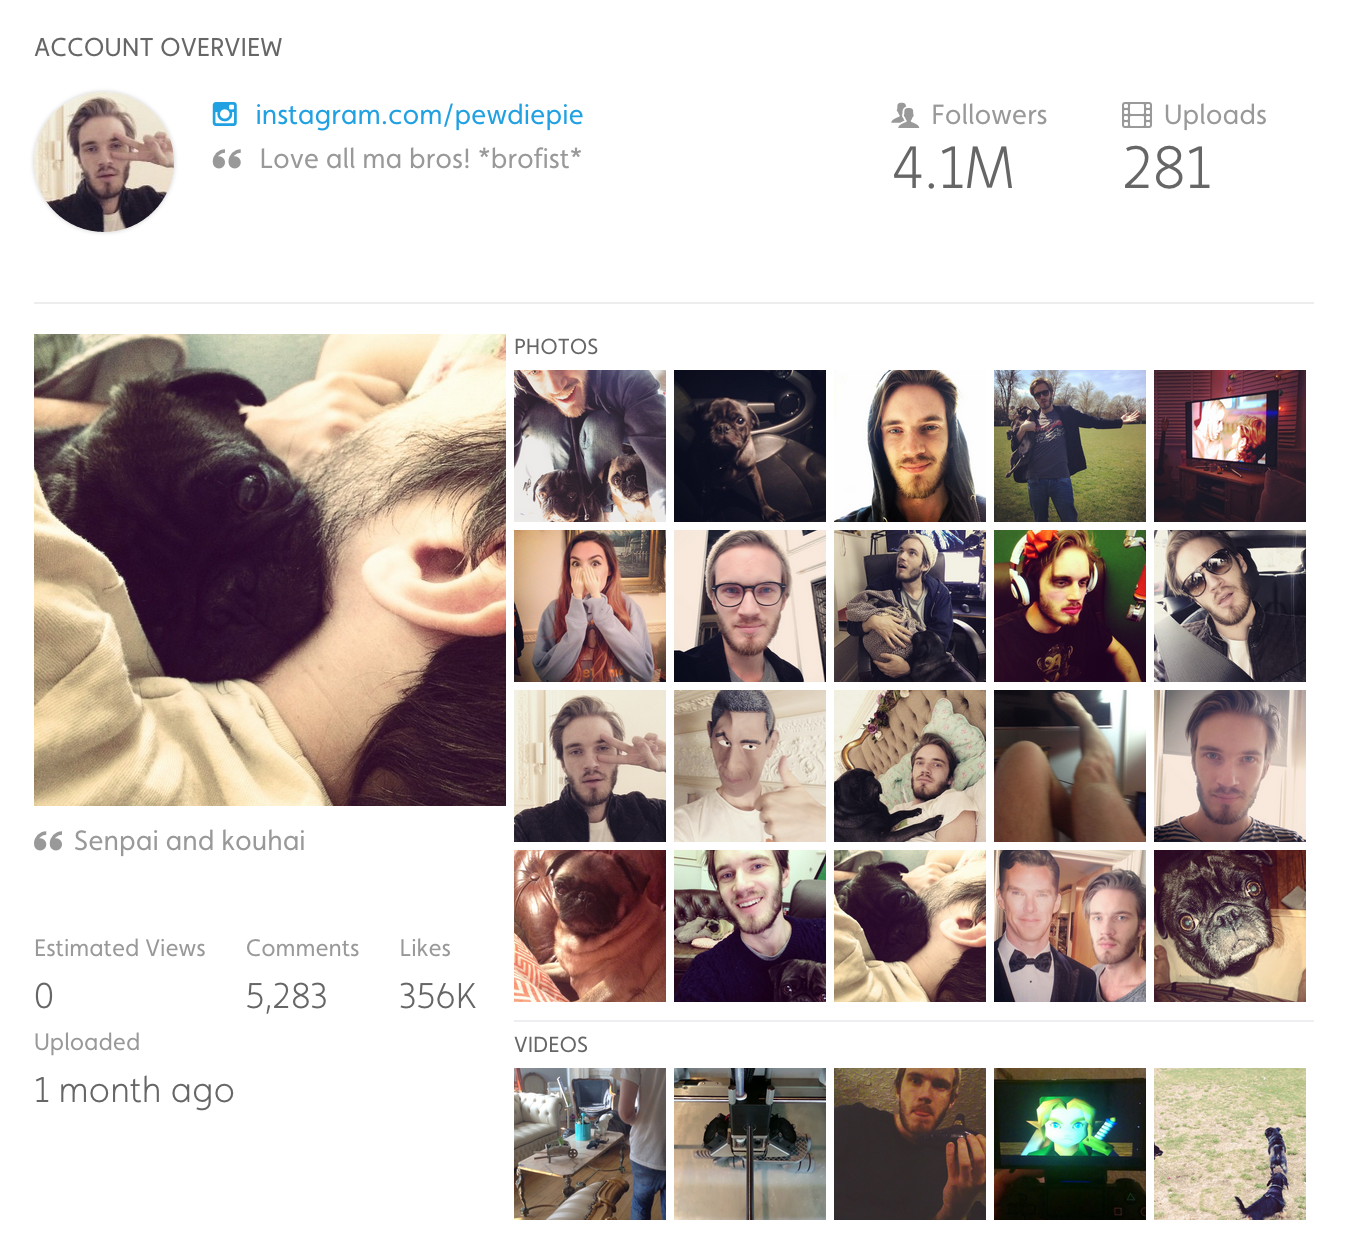 ACCOUNT OVERVIEW
instagram.com/pewdiepie
Love all ma bros! *brofist*
Followers
4.1M
Uploads
281
PHOTOS
Senpai and kouhai
Estimated Views
0
Comments
5,283
Likes
356K
Uploaded
1 month ago
VIDEOS